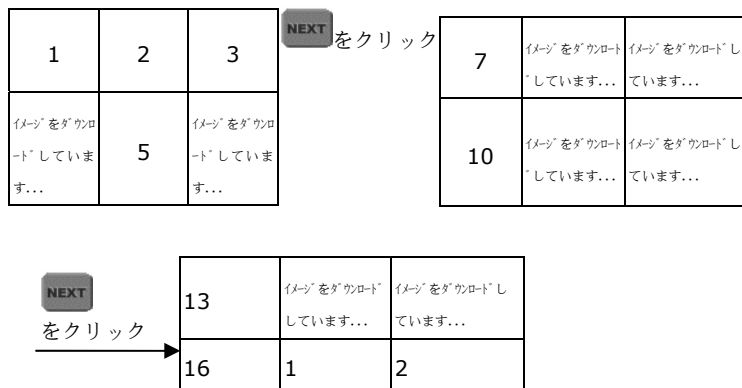 1 2 3
イメージをダウンロ
ードしていま
す...
5
イメージをダウンロ
ードしていま
す...
NEXT をクリック
7
イメージをダウンロート
゛しています...
イメージをダウンロードし
ています...
10
イメージをダウンロート
゛しています...
イメージをダウンロードし
ています...
NEXT
をクリック
13
イメージをダウンロード
しています...
イメージをダウンロードし
ています...
16 1 2